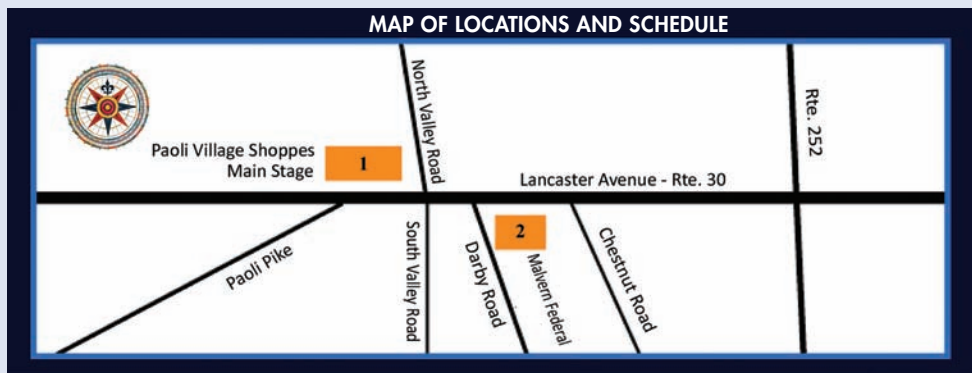 MAP OF LOCATIONS AND SCHEDULE
North Valley Road
Rte. 252
Paoli Village Shoppes
Main Stage
1
Lancaster Avenue - Rte. 30
Paoli Pike
South Valley Road
Darby Road
2
Malvern Federal
Chestnut Road